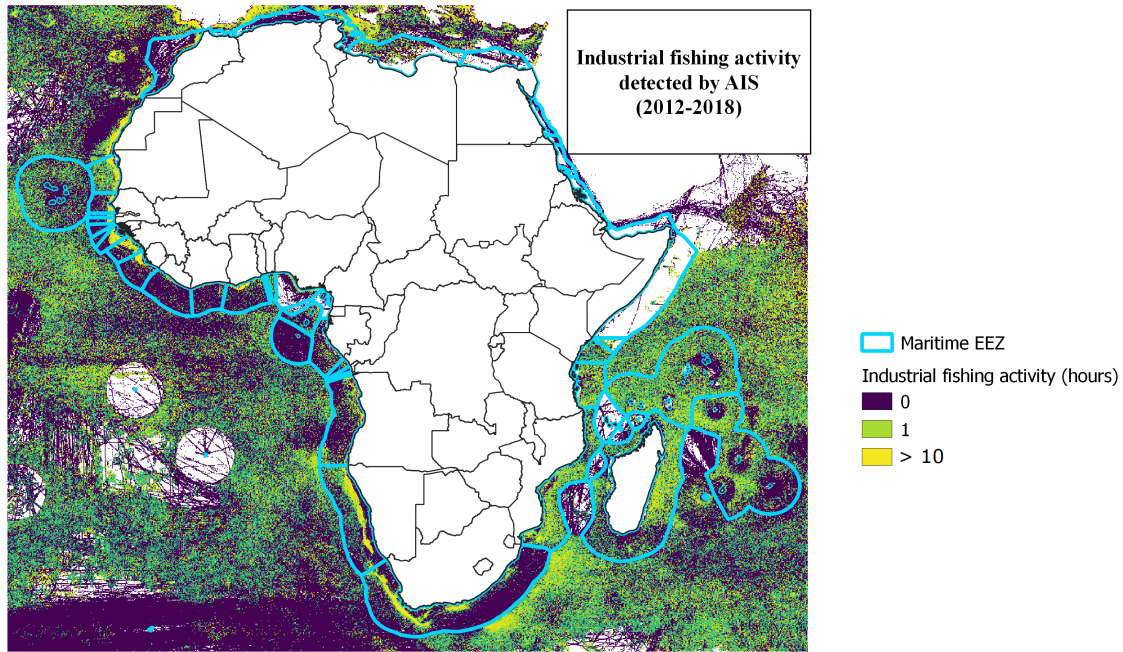 Industrial fishing activity
detected by AIS
(2012-2018)
Maritime EEZ
Industrial fishing activity (hours)
0
1
> 10